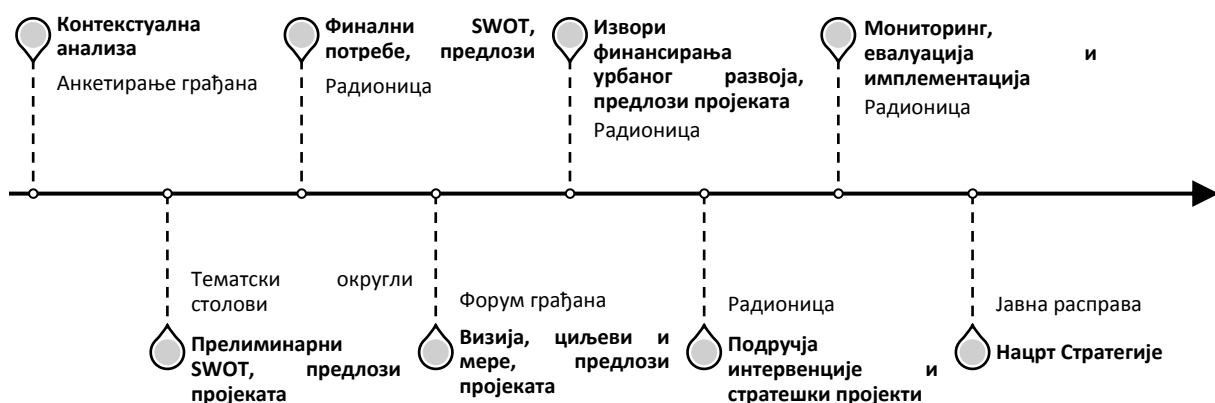 Контекстуална
анализа
Анкетирање грађана
Финални SWOT,
потребе, предлози
Радионица
Извори
финансирања
урбаног развоја,
предлози пројеката
Радионица
Мониторинг,
евалуација и
имплементација
Радионица
Тематски округли
столови
Прелиминарни
SWOT, предлози
пројеката
Форум грађана
Визија, циљеви и
мере, предлози
пројеката
Радионица
Подручја
интервенције и
стратешки пројекти
Јавна расправа
Нацрт Стратегије